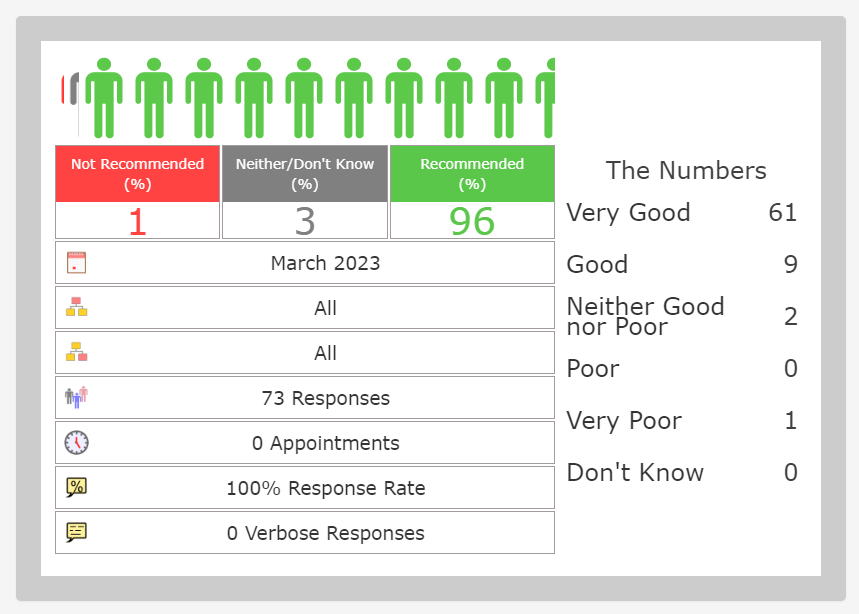 Not Recommended
(%)
Neither/Don't Know
(%)
Recommended
(%)
1
3
96
March 2023
All
All
73 Responses
0 Appointments
%
100% Response Rate
0 Verbose Responses
The Numbers
Very Good 61
Good 9
Neither Good
nor Poor 2
Poor 0
Very Poor 1
Don't Know 0